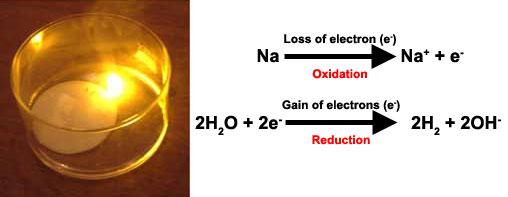 Loss of electron (e-)
Na → Na⁺ + e-
Oxidation
Gain of electrons (e-)
2H₂O + 2e- → 2H₂ + 2OH-
Reduction